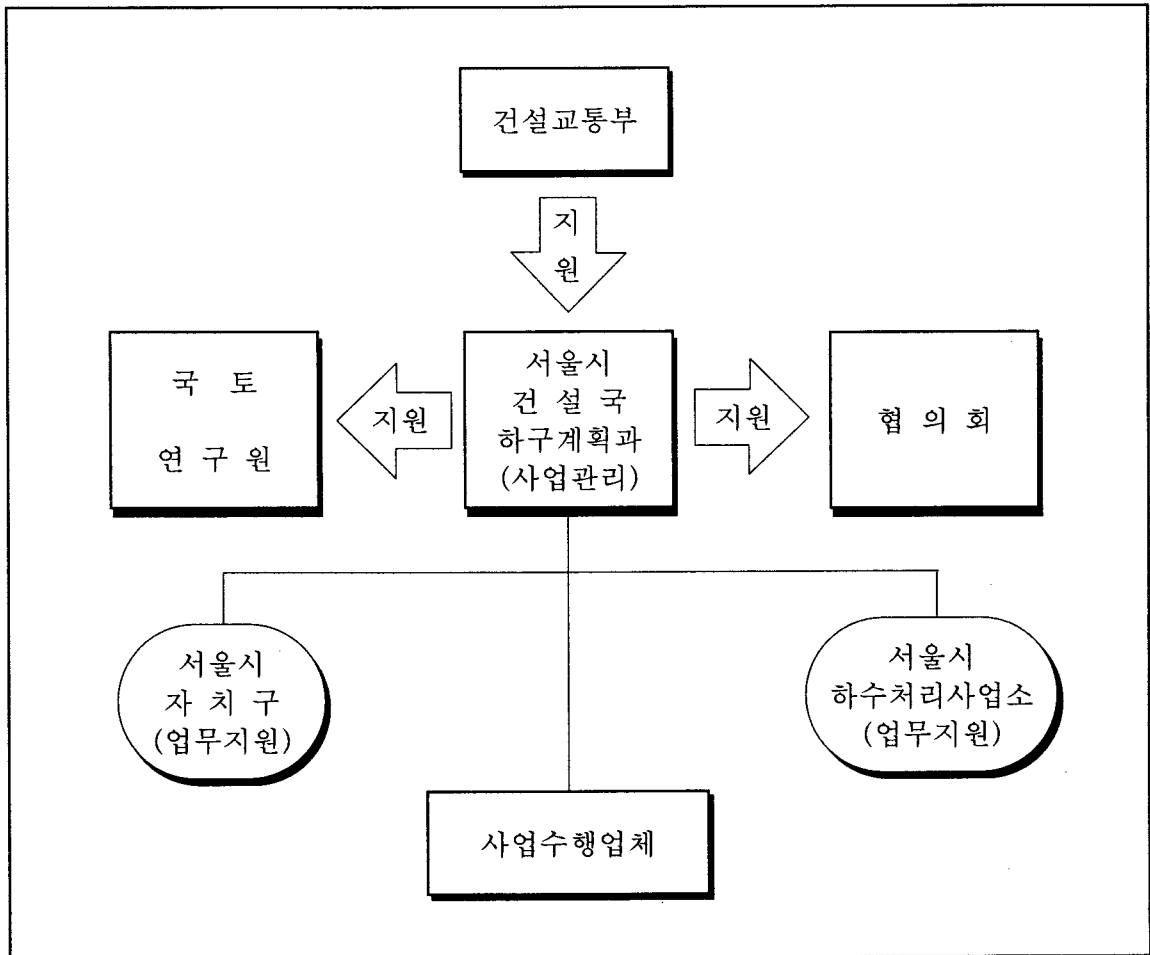 건설교통부
지
원
국 토
연 구 원
지원
서울시
건 설 국
하구계획과
(사업관리)
지원
협 의 회
서울시
자 치 구
(업무지원)
서울시
하수처리사업소
(업무지원)
사업수행업체